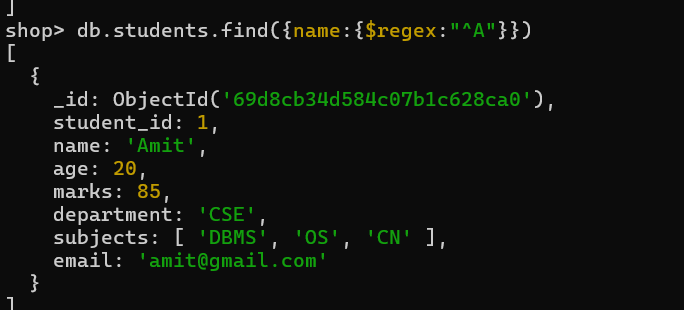 ]
shop> db.students.find({name:{$regex:"^A"}})
[
  {
    _id: ObjectId('69d8cb34d584c07b1c628ca0'),
    student_id: 1,
    name: 'Amit',
    age: 20,
    marks: 85,
    department: 'CSE',
    subjects: [ 'DBMS', 'OS', 'CN' ],
    email: 'amit@gmail.com'
  }
]